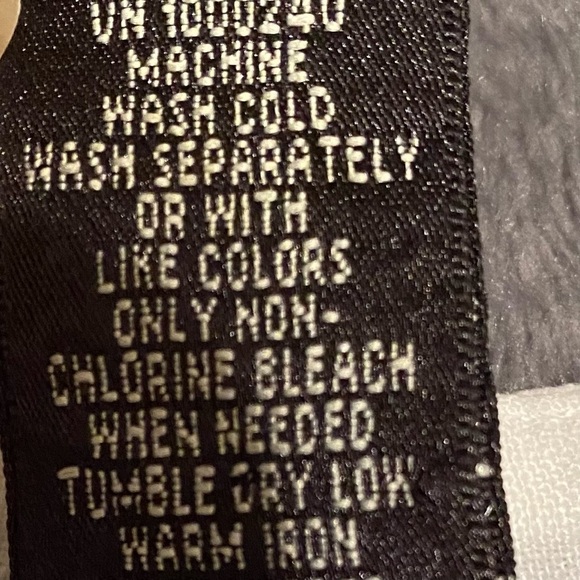 MACHINE
WASH COLD
WASH SEPARATELY
OR WITH
LIKE COLORS
ONLY NON-
CHLORINE BLEACH
WHEN NEEDED
TUMBLE DRY LOW
WARM IRON